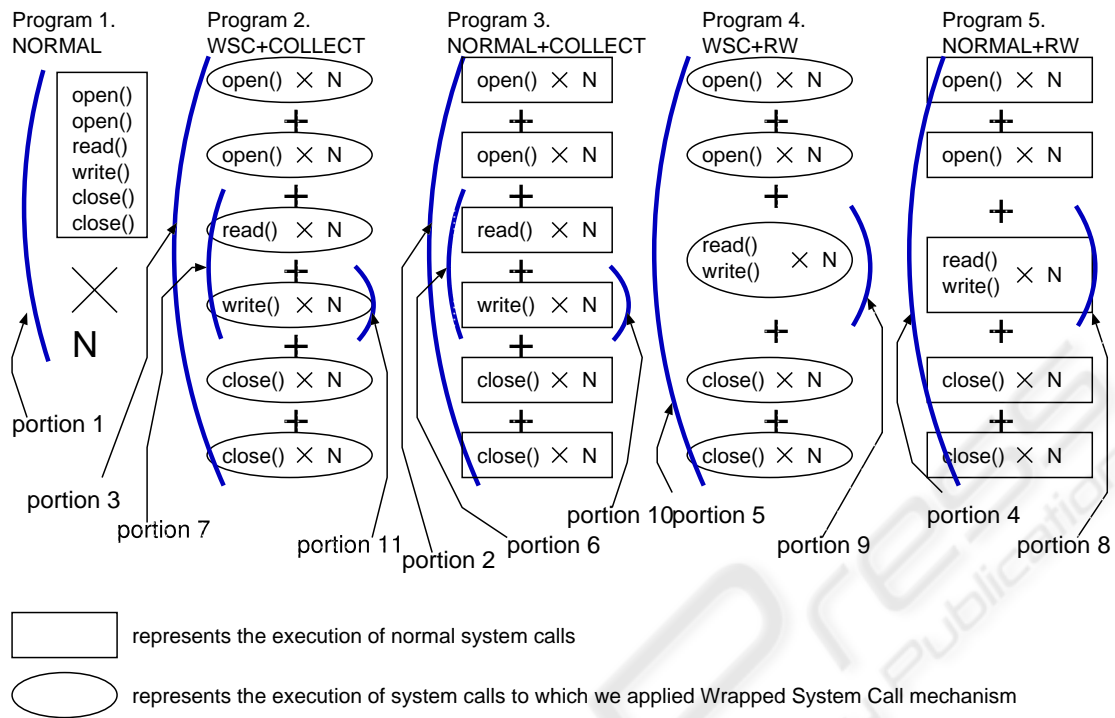 Program 1.
NORMAL
open()
open()
read()
write()
close()
close()
N
portion 1
Program 2.
WSC+COLLECT
open() × N
+
open() × N
+
read() × N
+
write() × N
+
close() × N
+
close() × N
portion 3
portion 7
portion 11
Program 3.
NORMAL+COLLECT
open() × N
+
open() × N
+
read() × N
+
write() × N
+
close() × N
+
close() × N
portion 2
portion 6
portion 10
Program 4.
WSC+RW
open() × N
+
open() × N
+
read()
write() × N
+
close() × N
+
close() × N
portion 5
portion 9
Program 5.
NORMAL+RW
open() × N
+
open() × N
+
read()
write() × N
+
close() × N
+
close() × N
portion 4
portion 8
represents the execution of normal system calls
represents the execution of system calls to which we applied Wrapped System Call mechanism